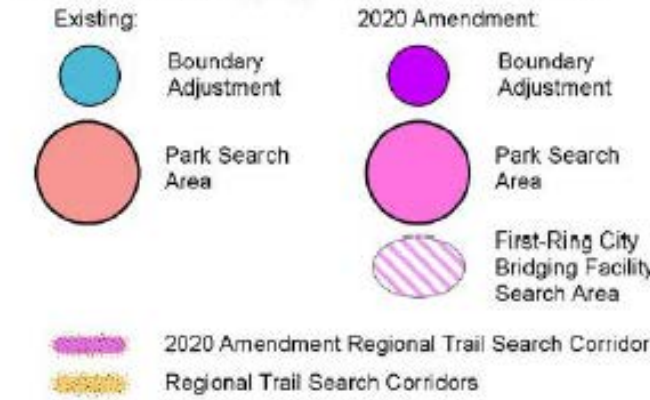 Existing:
Boundary
Adjustment
Park Search
Area
2020 Amendment:
Boundary
Adjustment
Park Search
Area
First-Ring City
Bridging Facility
Search Area
2020 Amendment Regional Trail Search Corridor
Regional Trail Search Corridors